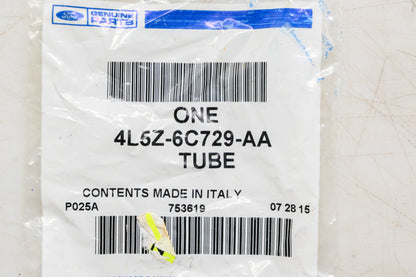 Ford
GENUINE
PARTS
ONE
4L5Z-6C729-AA
TUBE
CONTENTS MADE IN ITALY
P025A 753619 07 28 15